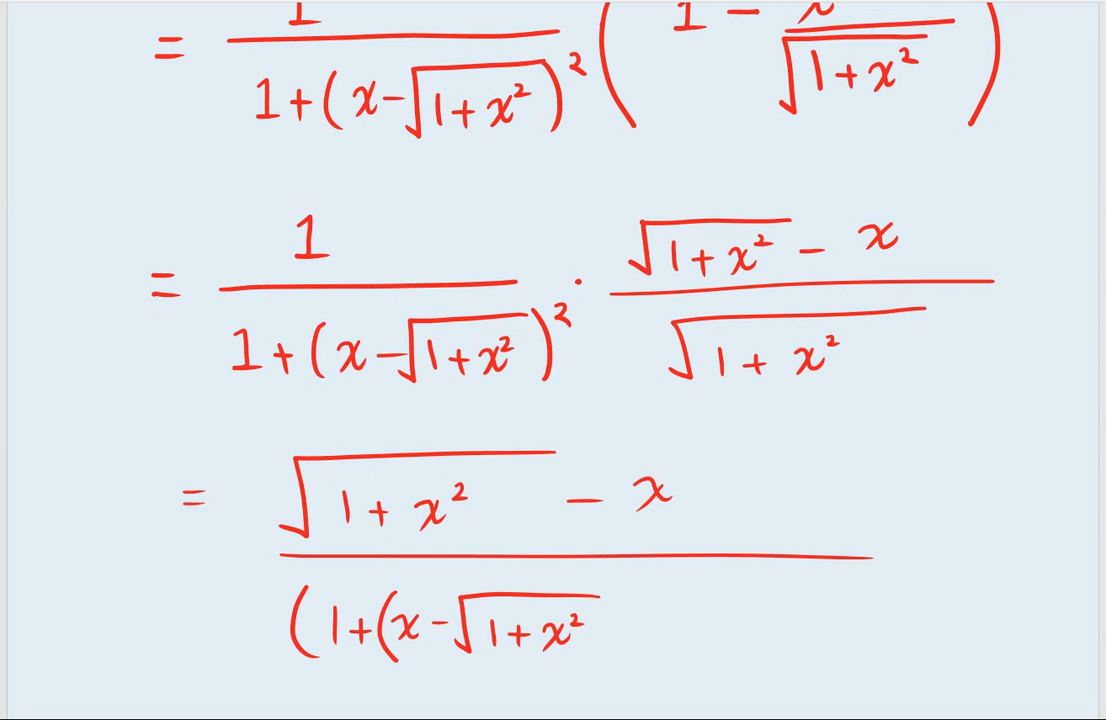 = 1/(1+(x-√(1+x²))²) (1 - x/√(1+x²))
= 1/(1+(x-√(1+x²))²) · (√(1+x²) - x)/√(1+x²)
= √(1+x²) - x
(1+(x-√(1+x²)